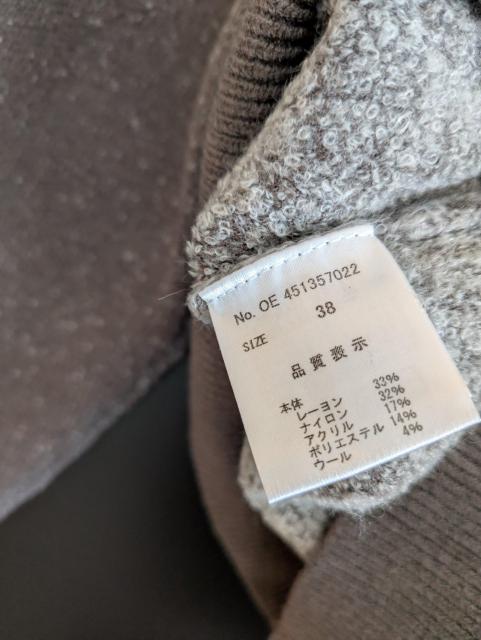 No. OE 451357022
SIZE 38
品質表示
本体
レーヨン 33%
ナイロン 32%
アクリル 17%
ポリエステル 14%
ウール 4%